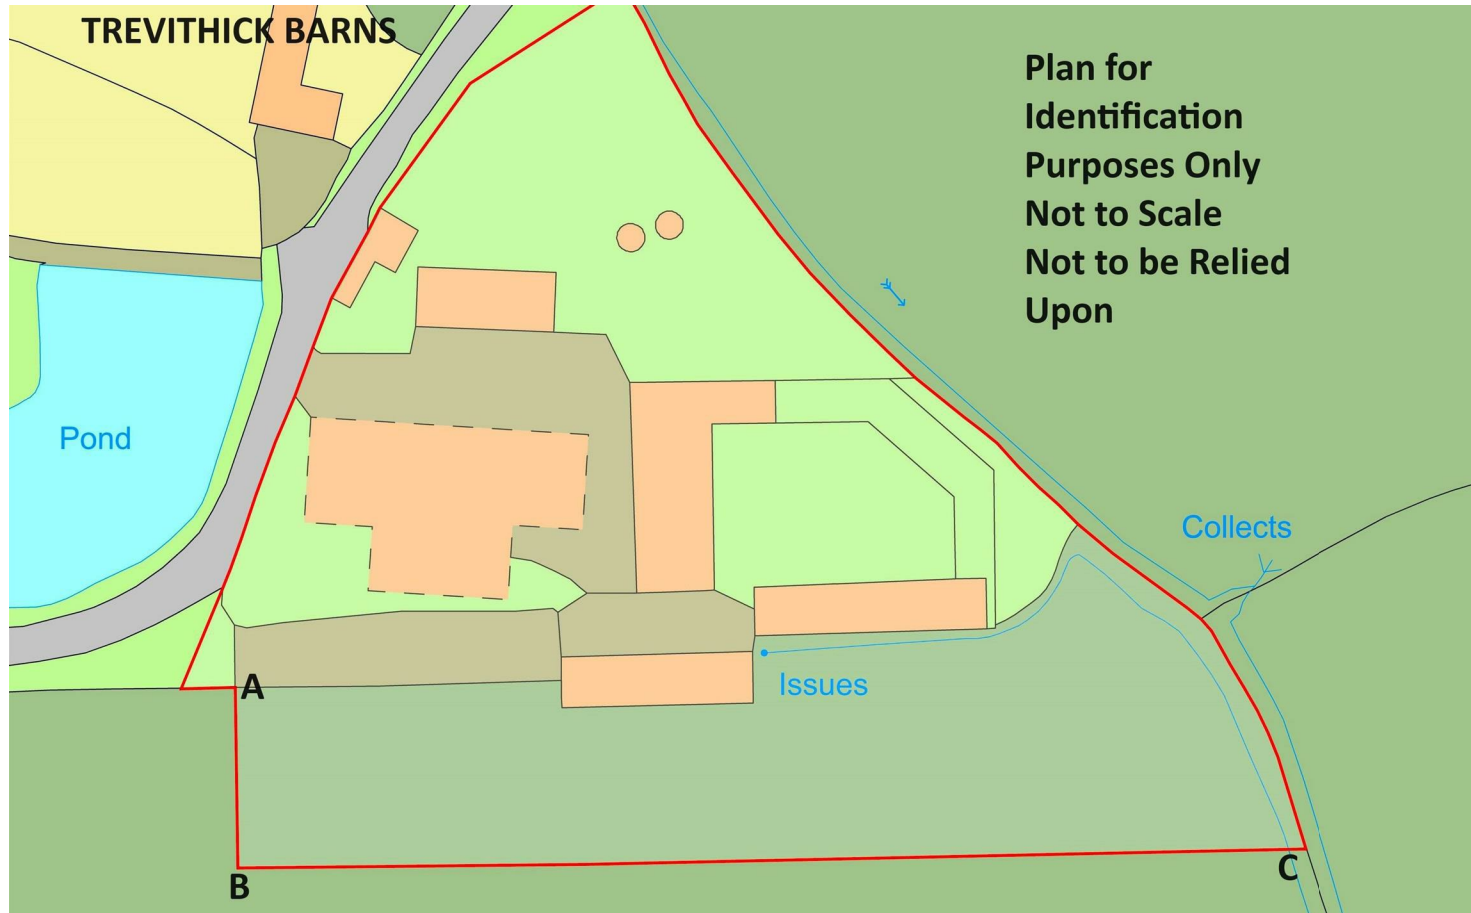 TREVITHICK BARNS
Plan for
Identification
Purposes Only
Not to Scale
Not to be Relied
Upon
Pond
Collects
A
Issues
B
C